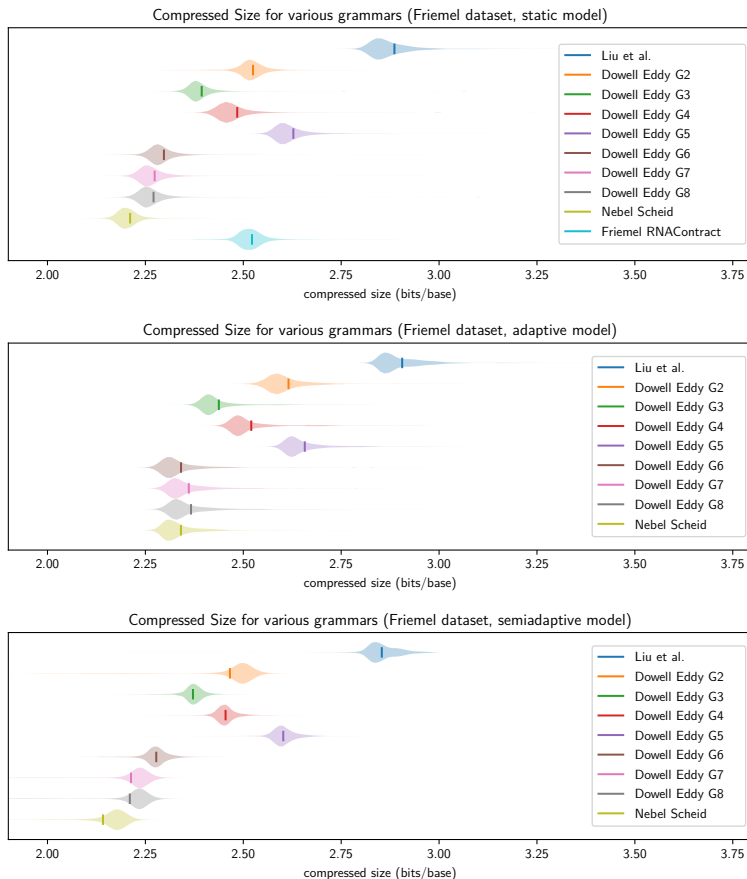 Compressed Size for various grammars (Friemel dataset, static model)
Liu et al.
Dowell Eddy G2
Dowell Eddy G3
Dowell Eddy G4
Dowell Eddy G5
Dowell Eddy G6
Dowell Eddy G7
Dowell Eddy G8
Nebel Scheid
Friemel RNAContract
2.00 2.25 2.50 2.75 3.00 3.25 3.50 3.75
compressed size (bits/base)
Compressed Size for various grammars (Friemel dataset, adaptive model)
Liu et al.
Dowell Eddy G2
Dowell Eddy G3
Dowell Eddy G4
Dowell Eddy G5
Dowell Eddy G6
Dowell Eddy G7
Dowell Eddy G8
Nebel Scheid
2.00 2.25 2.50 2.75 3.00 3.25 3.50 3.75
compressed size (bits/base)
Compressed Size for various grammars (Friemel dataset, semiadaptive model)
Liu et al.
Dowell Eddy G2
Dowell Eddy G3
Dowell Eddy G4
Dowell Eddy G5
Dowell Eddy G6
Dowell Eddy G7
Dowell Eddy G8
Nebel Scheid
2.00 2.25 2.50 2.75 3.00 3.25 3.50 3.75
compressed size (bits/base)